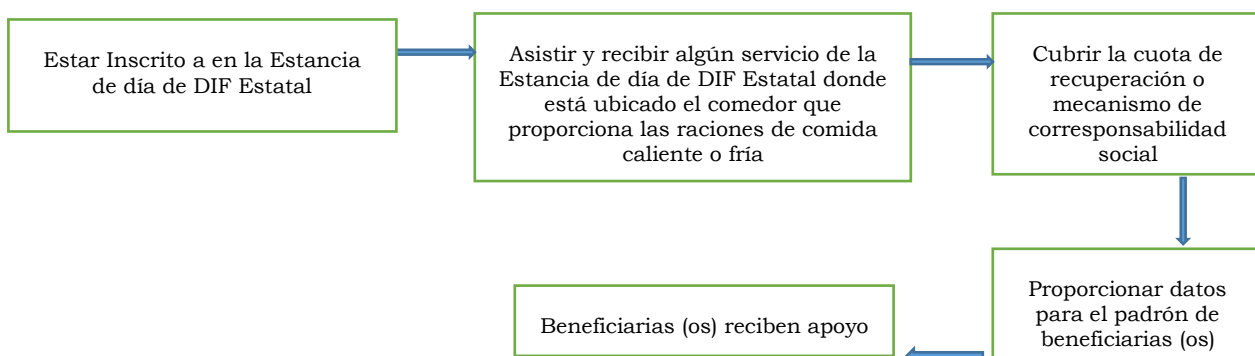 Estar Inscrito a en la Estancia
de día de DIF Estatal
Asistir y recibir algún servicio de la
Estancia de día de DIF Estatal donde
está ubicado el comedor que
proporciona las raciones de comida
caliente o fría
Cubrir la cuota de
recuperación o
mecanismo de
corresponsabilidad
social
Proporcionar datos
para el padrón de
beneficiarias (os)
Beneficiarias (os) reciben apoyo